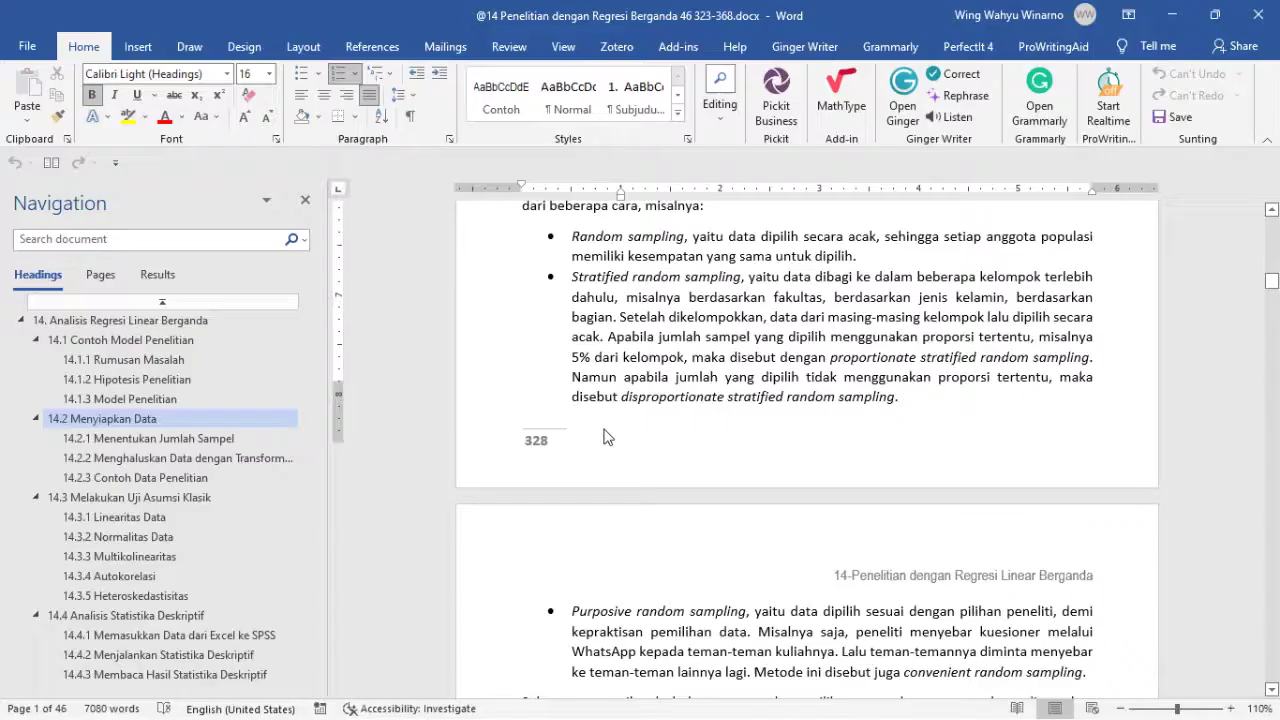 @14 Penelitian dengan Regresi Berganda 46 323-368.docx - Word
Wing Wahyu Winarno
WW
File Home Insert Draw Design Layout References Mailings Review View Zotero Add-ins Help Ginger Writer Grammarly PerfectIt 4 ProWritingAid Tell me Share
Paste
Clipboard
Calibri Light (Headings) 16
B I U abc x₂ x²
A A Aa A A
Font
Paragraph
AaBbCcDdE AaBbCcDc 1. AaBbC
Contoh ¶ Normal ¶ Subjudu...
Styles
Editing
Pickit Business
Pickit
MathType
Add-in
Open Ginger
Correct
Rephrase
Listen
Ginger Writer
Open Grammarly
Grammarly
off
Start Realtime
ProWritin...
Can't Undo
Can't Redo
Save
Sunting
Navigation
Search document
Headings Pages Results
14. Analisis Regresi Linear Berganda
14.1 Contoh Model Penelitian
14.1.1 Rumusan Masalah
14.1.2 Hipotesis Penelitian
14.1.3 Model Penelitian
14.2 Menyiapkan Data
14.2.1 Menentukan Jumlah Sampel
14.2.2 Menghaluskan Data dengan Transform...
14.2.3 Contoh Data Penelitian
14.3 Melakukan Uji Asumsi Klasik
14.3.1 Linearitas Data
14.3.2 Normalitas Data
14.3.3 Multikolinearitas
14.3.4 Autokorelasi
14.3.5 Heteroskedastisitas
14.4 Analisis Statistika Deskriptif
14.4.1 Memasukkan Data dari Excel ke SPSS
14.4.2 Menjalankan Statistika Deskriptif
14.4.3 Membaca Hasil Statistika Deskriptif
1 2 3 4 5 6
7
8
dari beberapa cara, misalnya:
• Random sampling, yaitu data dipilih secara acak, sehingga setiap anggota populasi
memiliki kesempatan yang sama untuk dipilih.
• Stratified random sampling, yaitu data dibagi ke dalam beberapa kelompok terlebih
dahulu, misalnya berdasarkan fakultas, berdasarkan jenis kelamin, berdasarkan
bagian. Setelah dikelompokkan, data dari masing-masing kelompok lalu dipilih secara
acak. Apabila jumlah sampel yang dipilih menggunakan proporsi tertentu, misalnya
5% dari kelompok, maka disebut dengan proportionate stratified random sampling.
Namun apabila jumlah yang dipilih tidak menggunakan proporsi tertentu, maka
disebut disproportionate stratified random sampling.
328
14-Penelitian dengan Regresi Linear Berganda
• Purposive random sampling, yaitu data dipilih sesuai dengan pilihan peneliti, demi
kepraktisan pemilihan data. Misalnya saja, peneliti menyebar kuesioner melalui
WhatsApp kepada teman-teman kuliahnya. Lalu teman-temannya diminta menyebar
ke teman-teman lainnya lagi. Metode ini disebut juga convenient random sampling.
Page 1 of 46 7080 words English (United States) Accessibility: Investigate 110%